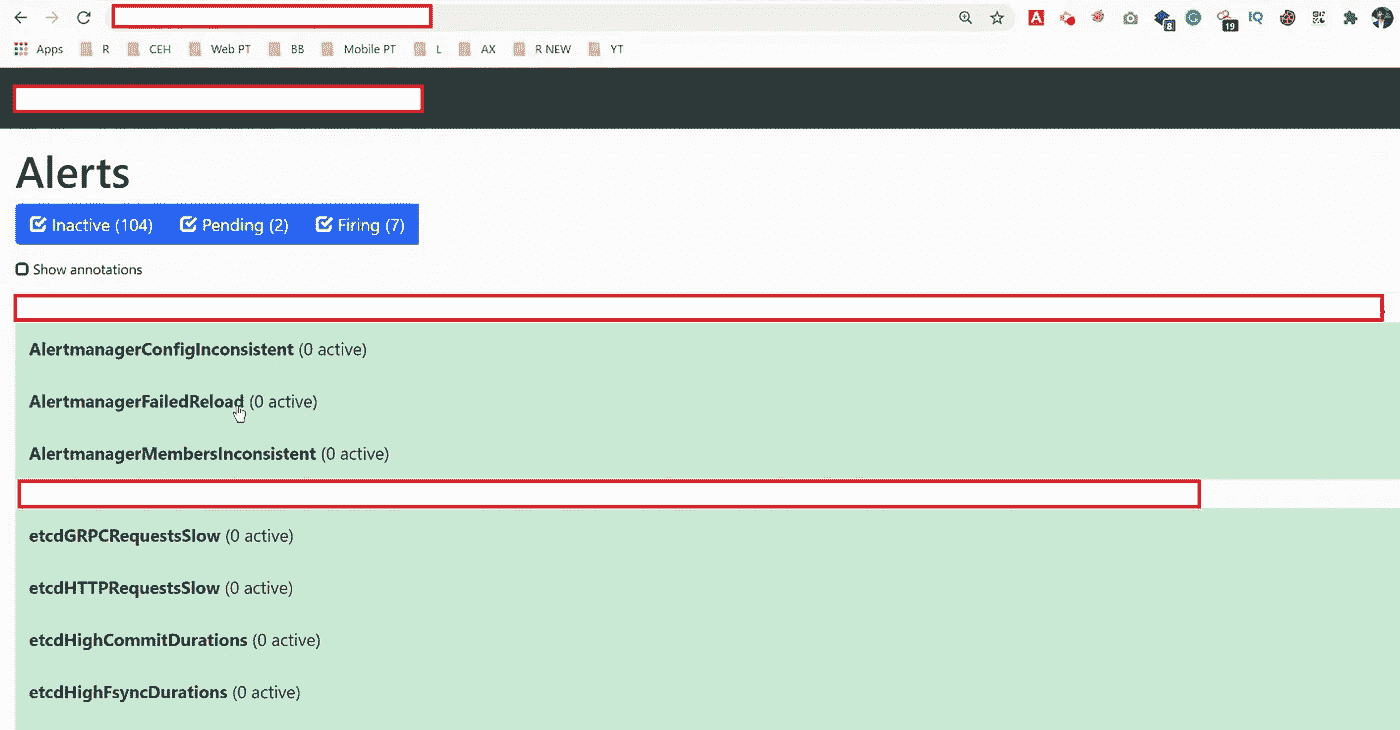 A 8 19 IQ
Apps R CEH Web PT BB Mobile PT L AX R NEW YT
Alerts
Inactive (104) Pending (2) Firing (7)
Show annotations
AlertmanagerConfigInconsistent (0 active)
AlertmanagerFailedReload (0 active)
AlertmanagerMembersInconsistent (0 active)
etcdGRPCRequestsSlow (0 active)
etcdHTTPRequestsSlow (0 active)
etcdHighCommitDurations (0 active)
etcdHighFsyncDurations (0 active)